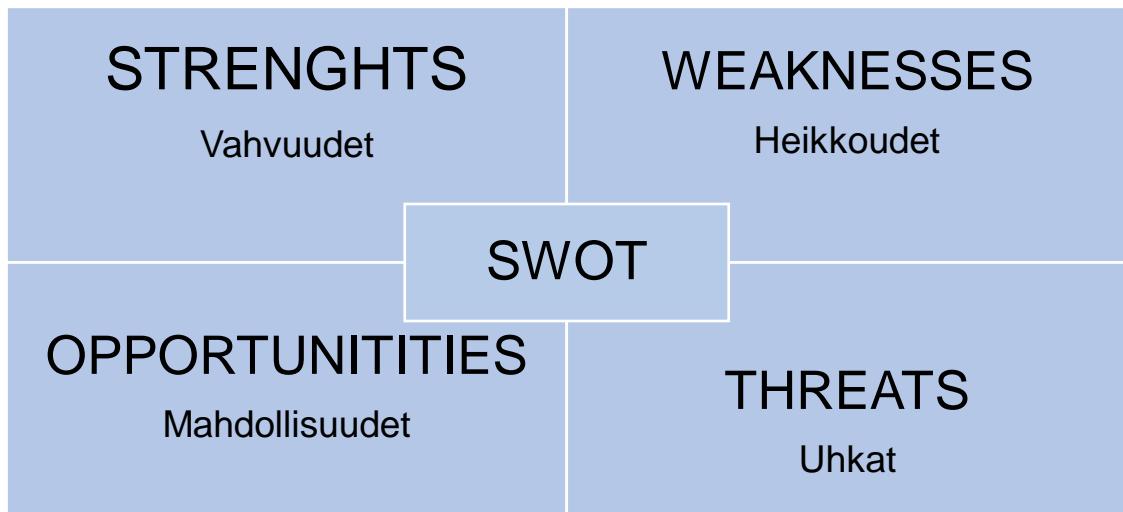 STRENGHTS
Vahvuudet
WEAKNESSES
Heikkoudet
SWOT
OPPORTUNITITIES
Mahdollisuudet
THREATS
Uhkat